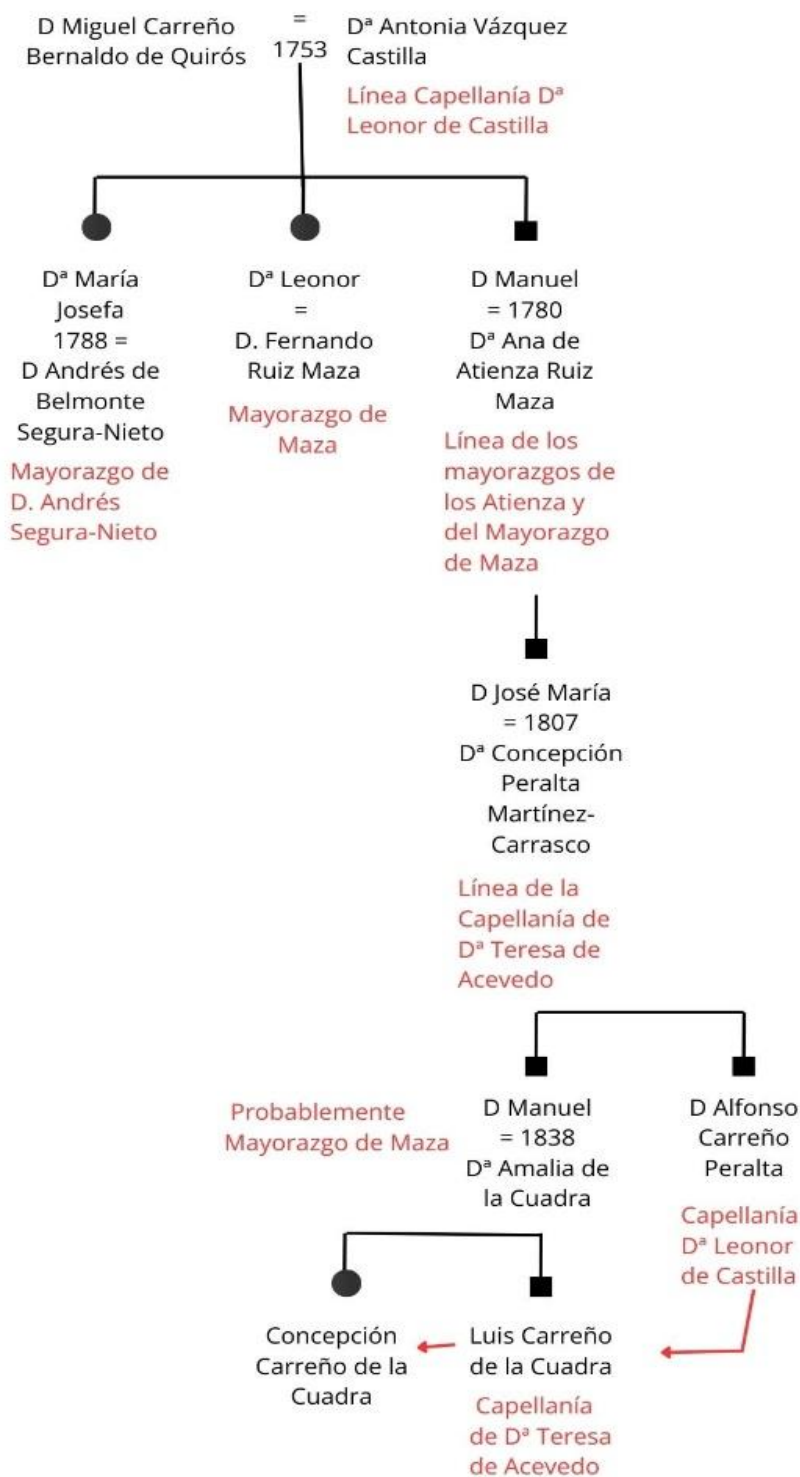 D Miguel Carreño
Bernaldo de Quirós
=
1753
Dª Antonia Vázquez
Castilla
Línea Capellanía Dª
Leonor de Castilla
Dª María
Josefa
1788 =
D Andrés de
Belmonte
Segura-Nieto
Mayorazgo de
D. Andrés
Segura-Nieto
Dª Leonor
=
D. Fernando
Ruiz Maza
Mayorazgo de
Maza
D Manuel
= 1780
Dª Ana de
Atienza Ruiz
Maza
Línea de los
mayorazgos de
los Atienza y
del Mayorazgo
de Maza
D José María
= 1807
Dª Concepción
Peralta
Martínez-
Carrasco
Línea de la
Capellanía de
Dª Teresa de
Acevedo
Probablemente
Mayorazgo de Maza
D Manuel
= 1838
Dª Amalia de
la Cuadra
D Alfonso
Carreño
Peralta
Capellanía
Dª Leonor
de Castilla
Concepción
Carreño de la
Cuadra
Luis Carreño
de la Cuadra
Capellanía
de Dª Teresa
de Acevedo